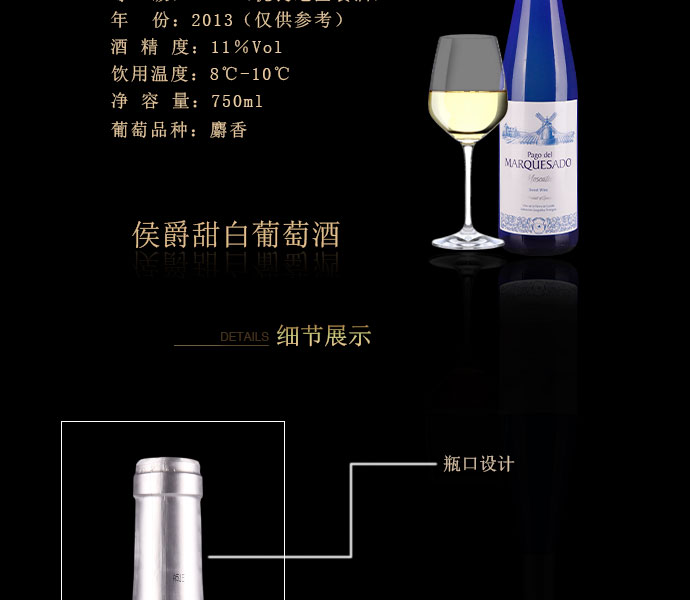 年 份：2013（仅供参考）
酒 精 度：11%Vol
饮用温度：8℃-10℃
净 容 量：750ml
葡萄品种：麝香
Pago del
MARQUESADO
Moscatel
侯爵甜白葡萄酒
DETAILS 细节展示
瓶口设计